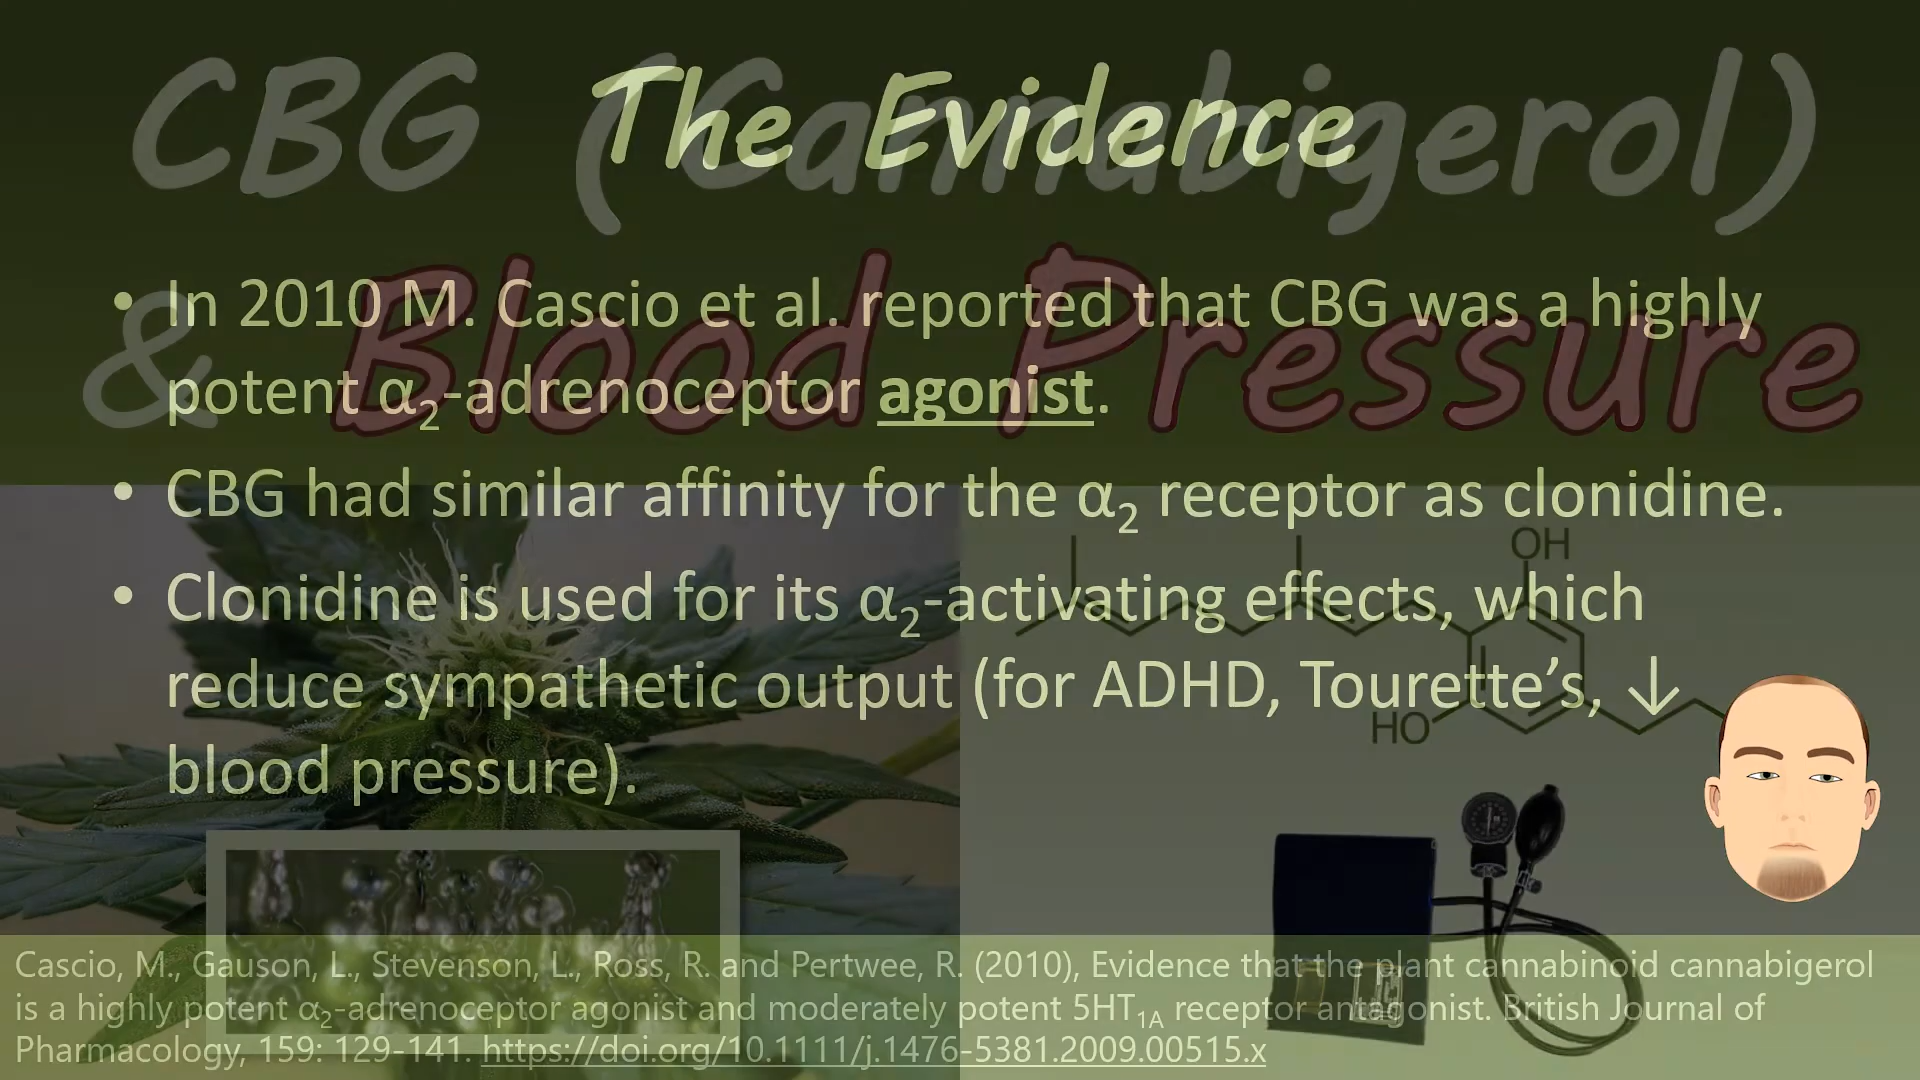 CBG (Cannabigerol)
& Blood Pressure
The Evidence
• In 2010 M. Cascio et al. reported that CBG was a highly
potent α₂-adrenoceptor agonist.
• CBG had similar affinity for the α₂ receptor as clonidine.
• Clonidine is used for its α₂-activating effects, which
reduce sympathetic output (for ADHD, Tourette’s, ↓
blood pressure).
OH
HO
Cascio, M., Gauson, L., Stevenson, L., Ross, R. and Pertwee, R. (2010), Evidence that the plant cannabinoid cannabigerol
is a highly potent α₂-adrenoceptor agonist and moderately potent 5HT₁A receptor antagonist. British Journal of
Pharmacology, 159: 129-141. https://doi.org/10.1111/j.1476-5381.2009.00515.x